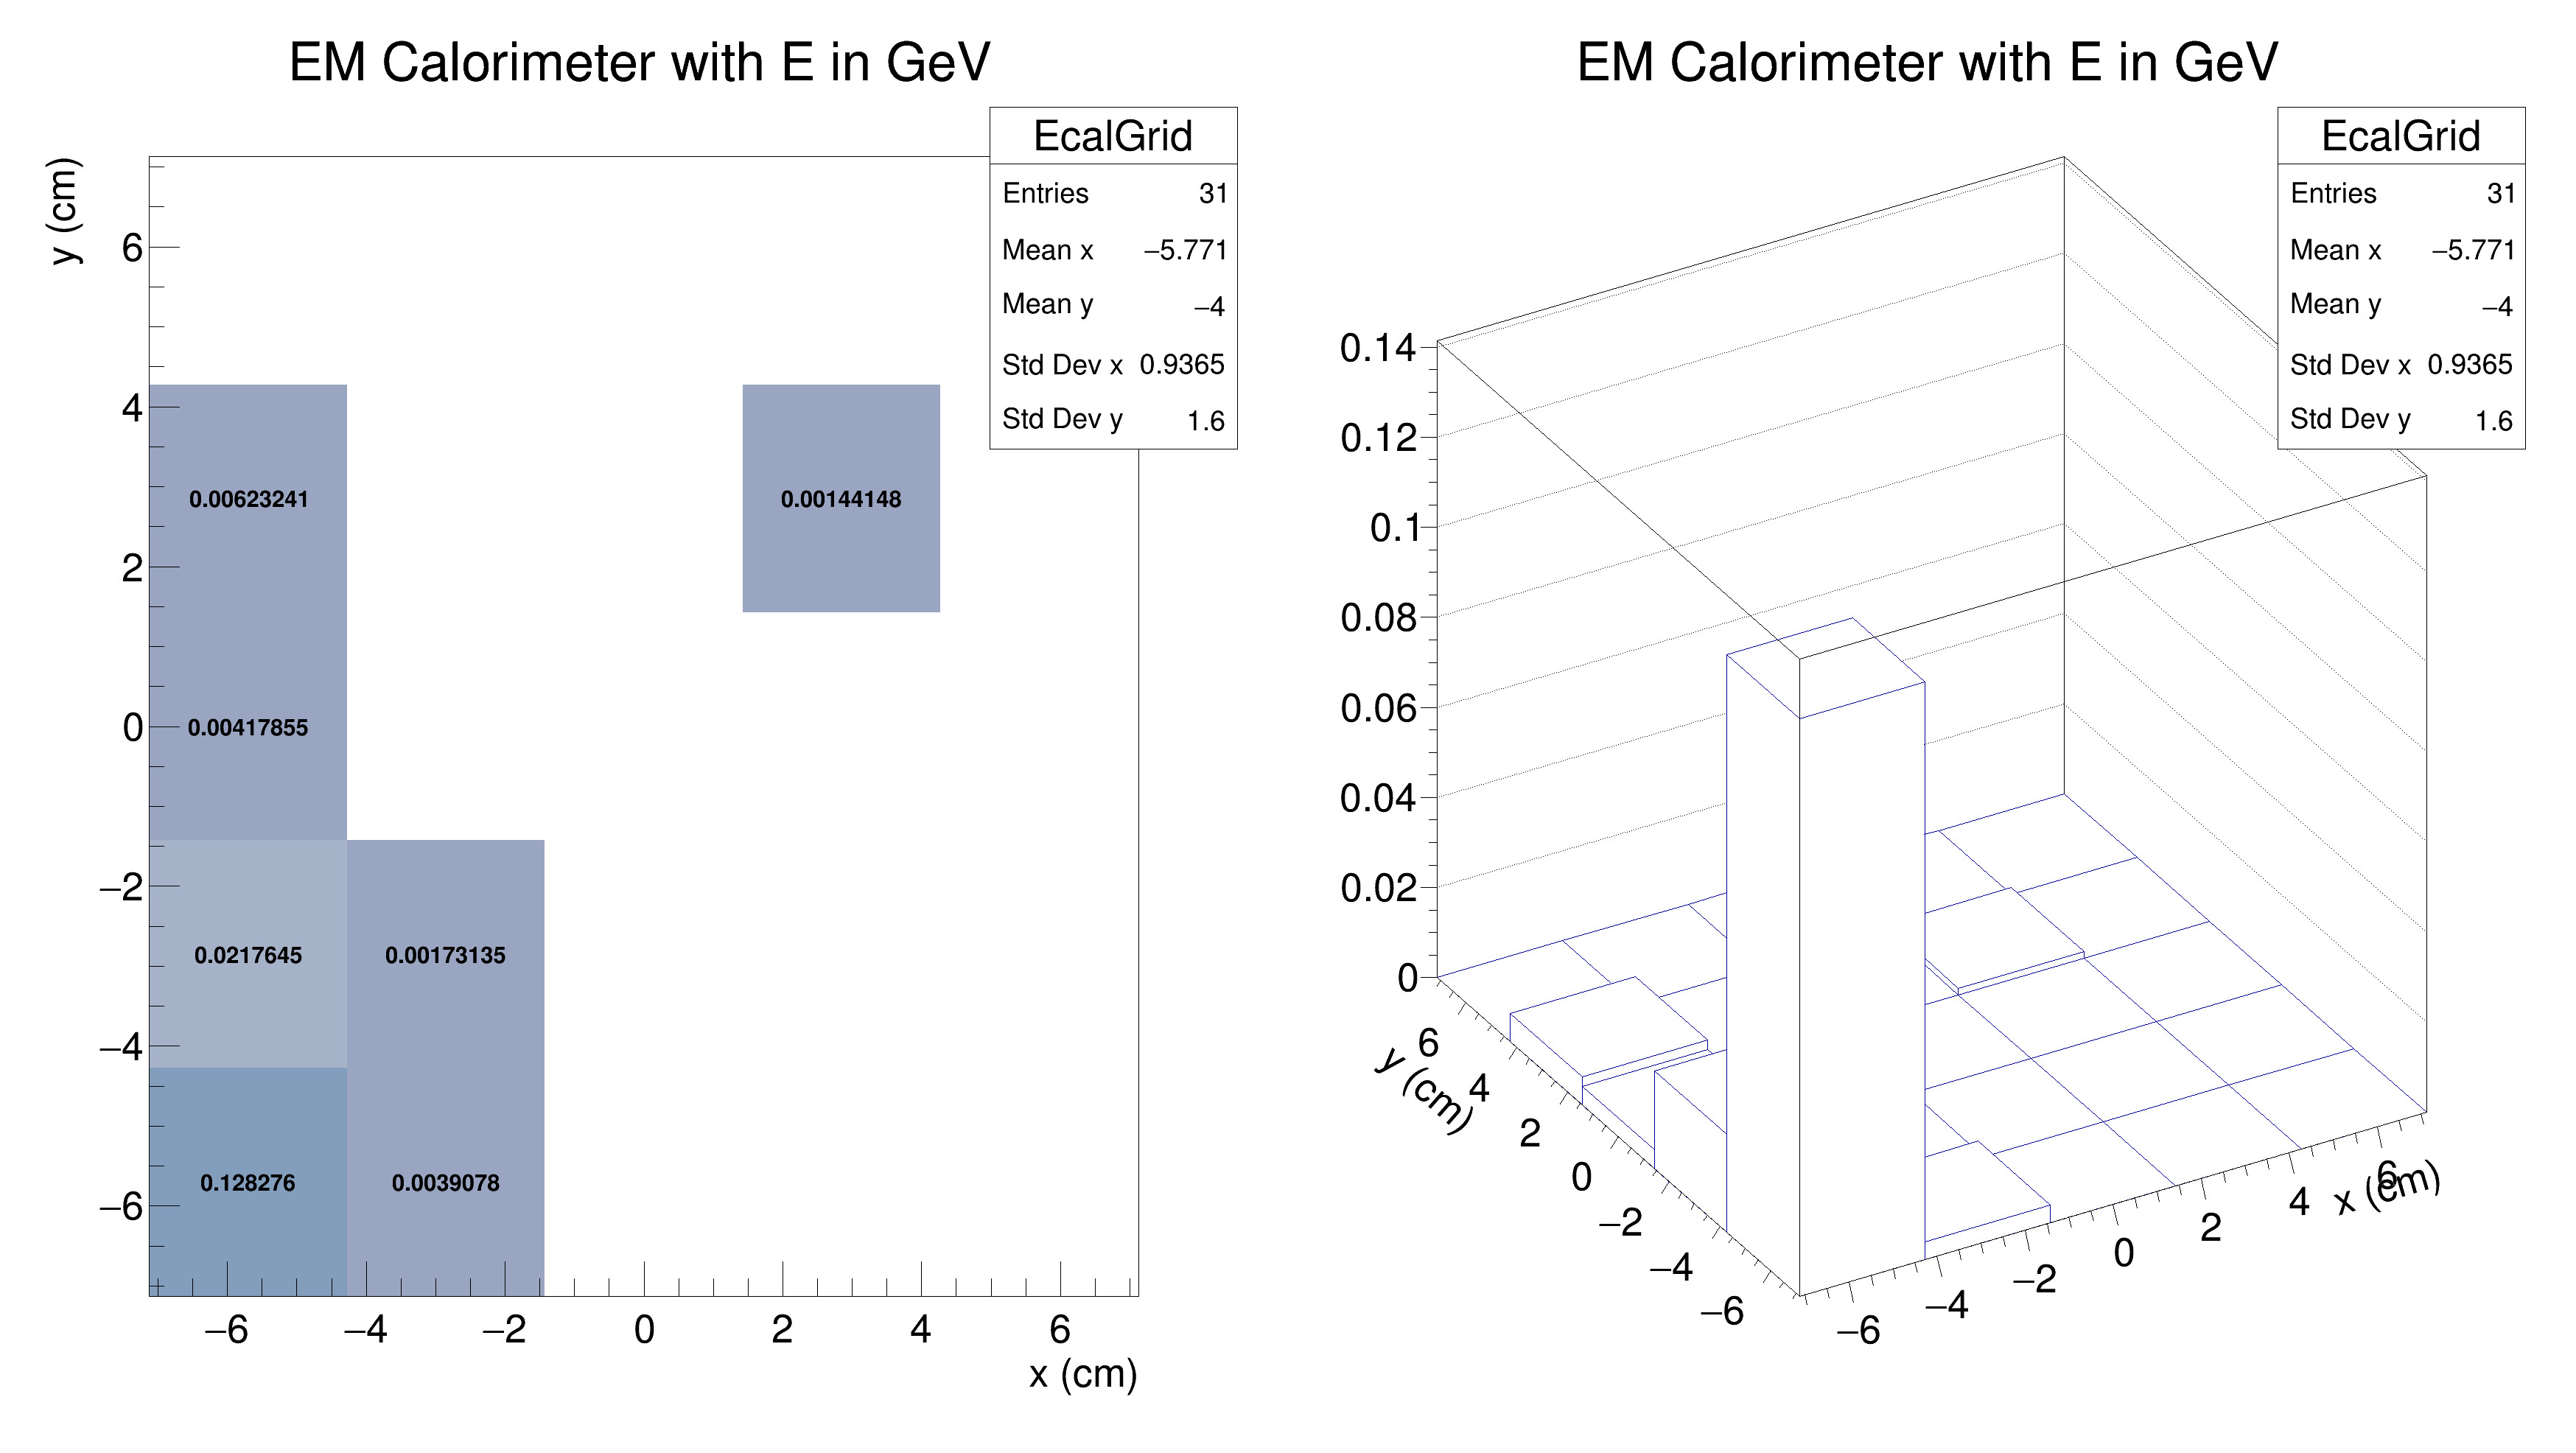 EM Calorimeter with E in GeV
EcalGrid
Entries 31
Mean x −5.771
Mean y −4
Std Dev x 0.9365
Std Dev y 1.6
y (cm)
6
4
2
0
−2
−4
−6
0.00623241
0.00144148
0.00417855
0.0217645
0.00173135
0.128276
0.0039078
−6 −4 −2 0 2 4 6
x (cm)
EM Calorimeter with E in GeV
EcalGrid
Entries 31
Mean x −5.771
Mean y −4
Std Dev x 0.9365
Std Dev y 1.6
0.14
0.12
0.1
0.08
0.06
0.04
0.02
0
y (cm)
6
4
2
0
−2
−4
−6
−6
−4
−2
0
2
4
6
x (cm)